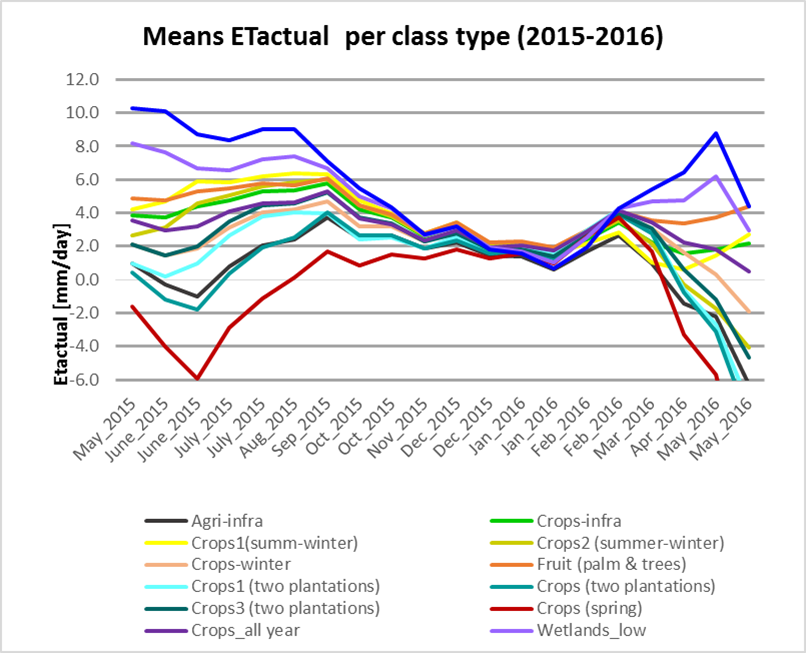 Means ETactual per class type (2015-2016)
12.0
10.0
8.0
6.0
4.0
2.0
0.0
-2.0
-4.0
-6.0
Etactual [mm/day]
May_2015
June_2015
June_2015
July_2015
July_2015
Aug_2015
Sep_2015
Oct_2015
Oct_2015
Nov_2015
Dec_2015
Dec_2015
Jan_2016
Jan_2016
Feb_2016
Feb_2016
Mar_2016
Apr_2016
May_2016
May_2016
Agri-infra
Crops-infra
Crops1(summ-winter)
Crops2 (summer-winter)
Crops-winter
Fruit (palm & trees)
Crops1 (two plantations)
Crops (two plantations)
Crops3 (two plantations)
Crops (spring)
Crops_all year
Wetlands_low